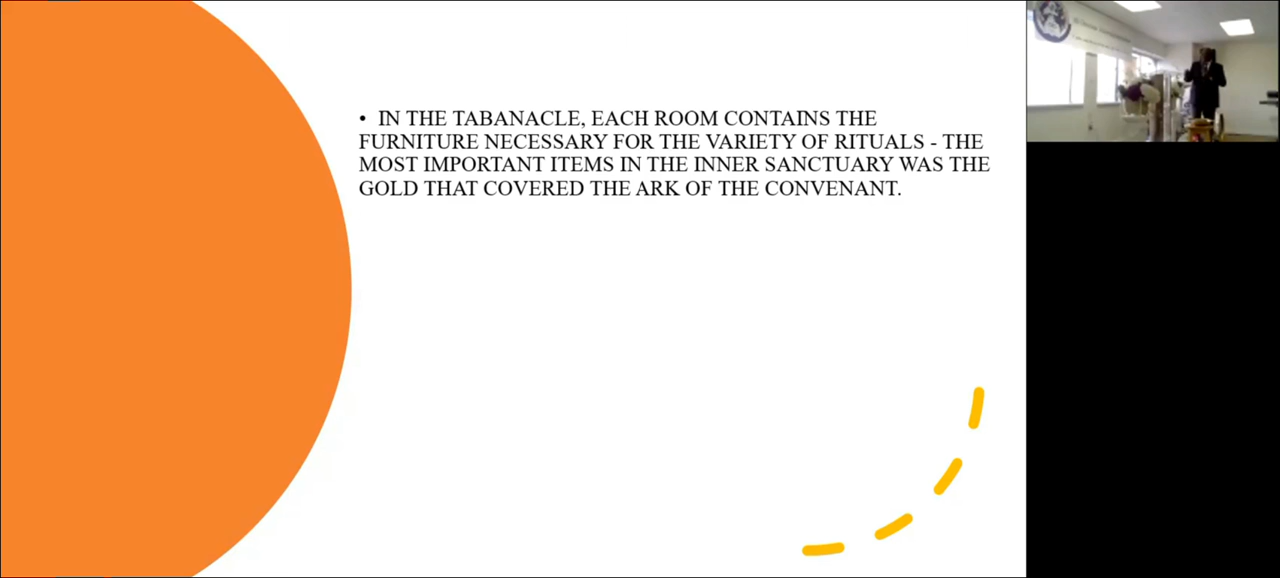 • IN THE TABANACLE, EACH ROOM CONTAINS THE
FURNITURE NECESSARY FOR THE VARIETY OF RITUALS - THE
MOST IMPORTANT ITEMS IN THE INNER SANCTUARY WAS THE
GOLD THAT COVERED THE ARK OF THE CONVENANT.